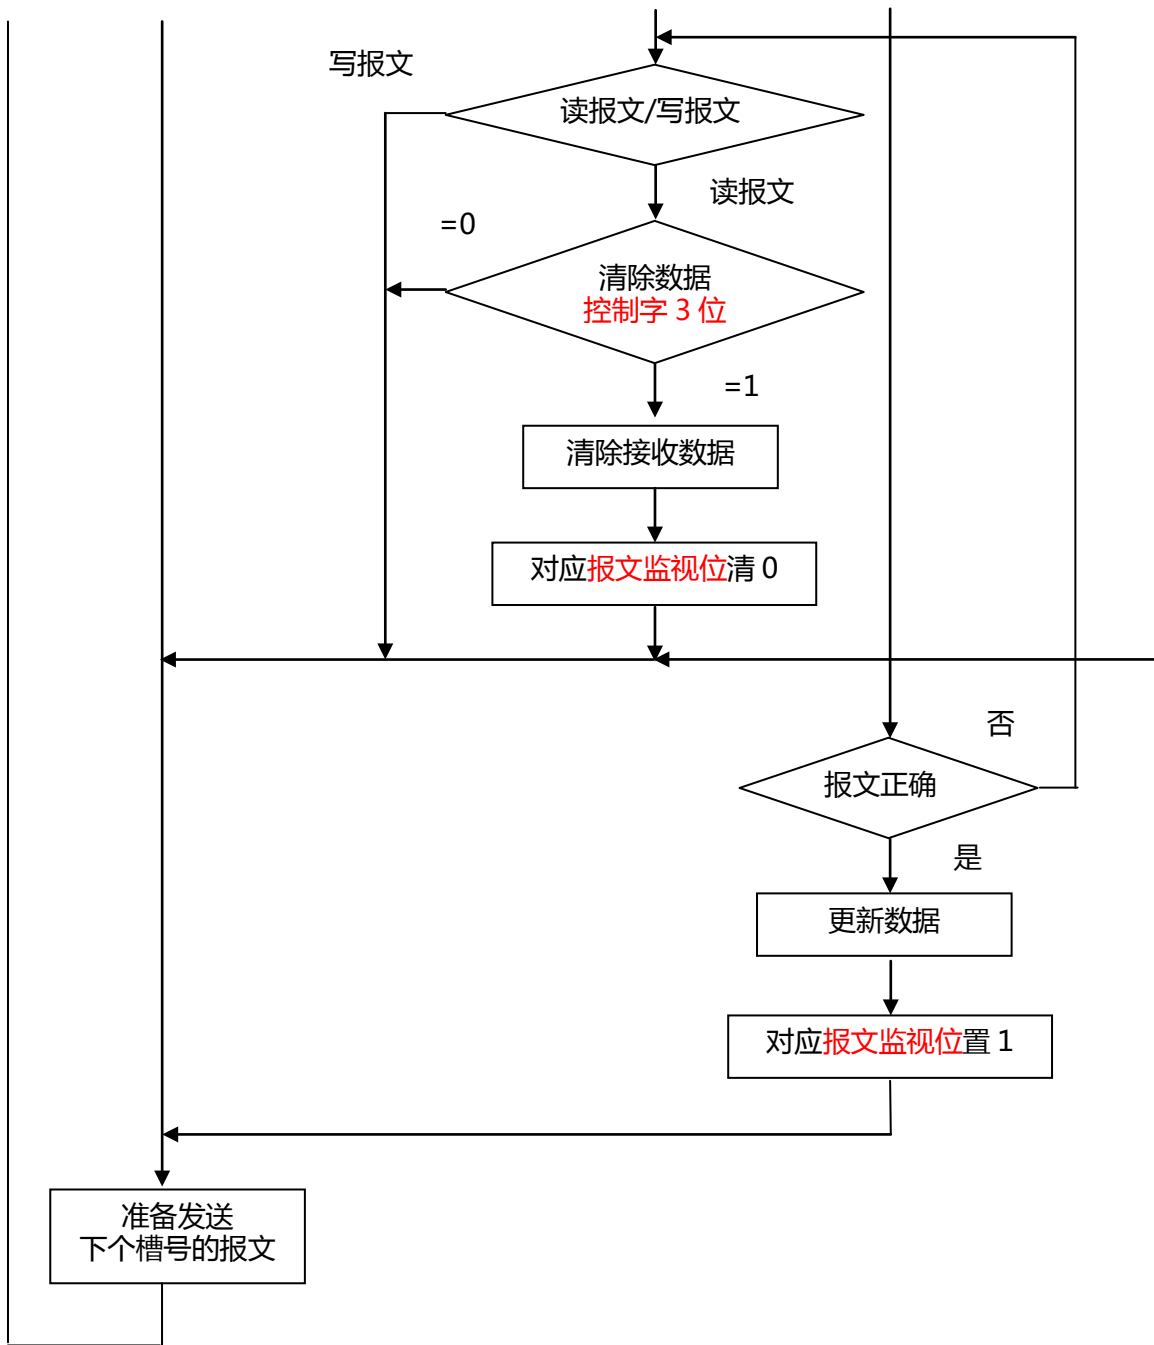 写报文
读报文/写报文
读报文
=0
清除数据
控制字 3 位
=1
清除接收数据
对应报文监视位清 0
否
报文正确
是
更新数据
对应报文监视位置 1
准备发送
下个槽号的报文